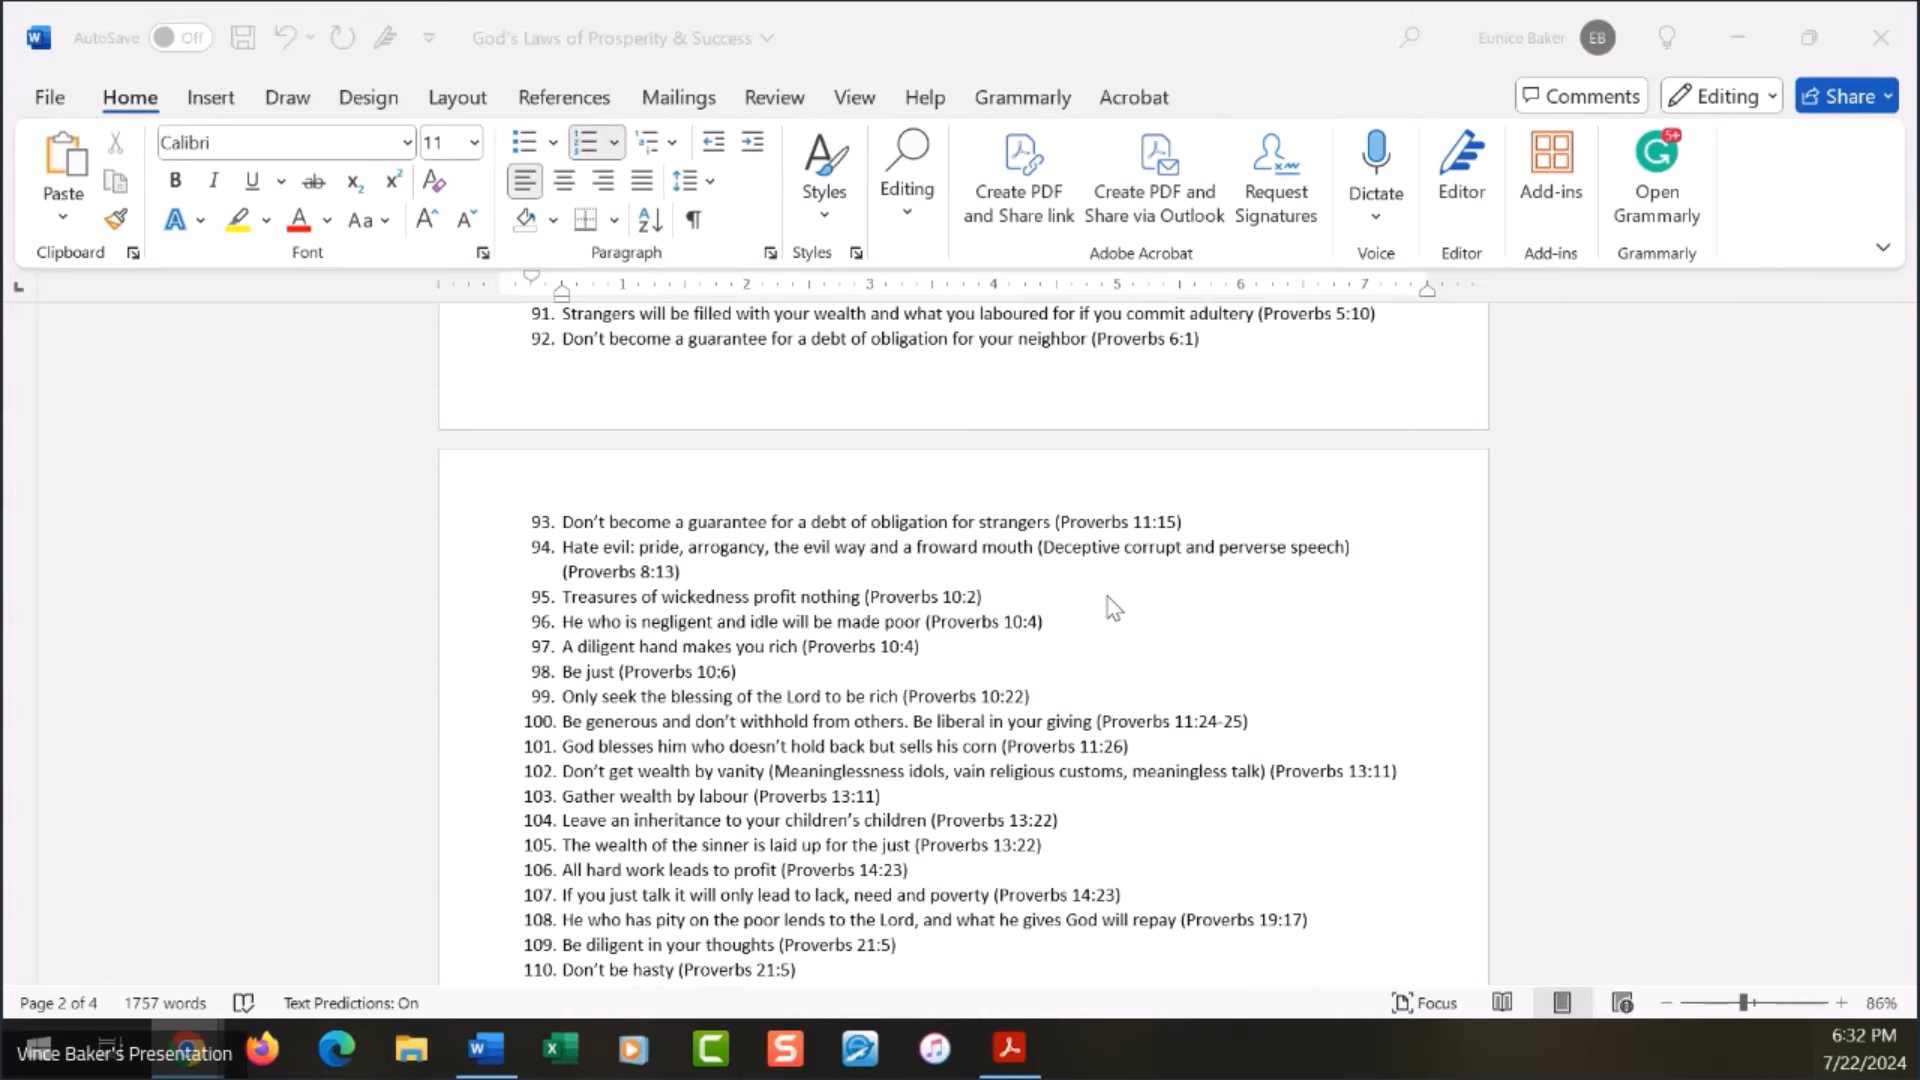 AutoSave Off God's Laws of Prosperity & Success Eunice Baker EB
File Home Insert Draw Design Layout References Mailings Review View Help Grammarly Acrobat Comments Editing Share
Calibri 11
Paste Styles Editing Create PDF and Share link Create PDF and Share via Outlook Request Signatures Dictate Editor Add-ins Open Grammarly
Clipboard Font Paragraph Styles Adobe Acrobat Voice Editor Add-ins Grammarly
1 2 3 4 5 6 7
91. Strangers will be filled with your wealth and what you laboured for if you commit adultery (Proverbs 5:10)
92. Don't become a guarantee for a debt of obligation for your neighbor (Proverbs 6:1)
93. Don't become a guarantee for a debt of obligation for strangers (Proverbs 11:15)
94. Hate evil: pride, arrogancy, the evil way and a froward mouth (Deceptive corrupt and perverse speech)
(Proverbs 8:13)
95. Treasures of wickedness profit nothing (Proverbs 10:2)
96. He who is negligent and idle will be made poor (Proverbs 10:4)
97. A diligent hand makes you rich (Proverbs 10:4)
98. Be just (Proverbs 10:6)
99. Only seek the blessing of the Lord to be rich (Proverbs 10:22)
100. Be generous and don't withhold from others. Be liberal in your giving (Proverbs 11:24-25)
101. God blesses him who doesn't hold back but sells his corn (Proverbs 11:26)
102. Don't get wealth by vanity (Meaninglessness idols, vain religious customs, meaningless talk) (Proverbs 13:11)
103. Gather wealth by labour (Proverbs 13:11)
104. Leave an inheritance to your children's children (Proverbs 13:22)
105. The wealth of the sinner is laid up for the just (Proverbs 13:22)
106. All hard work leads to profit (Proverbs 14:23)
107. If you just talk it will only lead to lack, need and poverty (Proverbs 14:23)
108. He who has pity on the poor lends to the Lord, and what he gives God will repay (Proverbs 19:17)
109. Be diligent in your thoughts (Proverbs 21:5)
110. Don't be hasty (Proverbs 21:5)
Page 2 of 4 1757 words Text Predictions: On Focus 86%
Vince Baker's Presentation
6:32 PM
7/22/2024